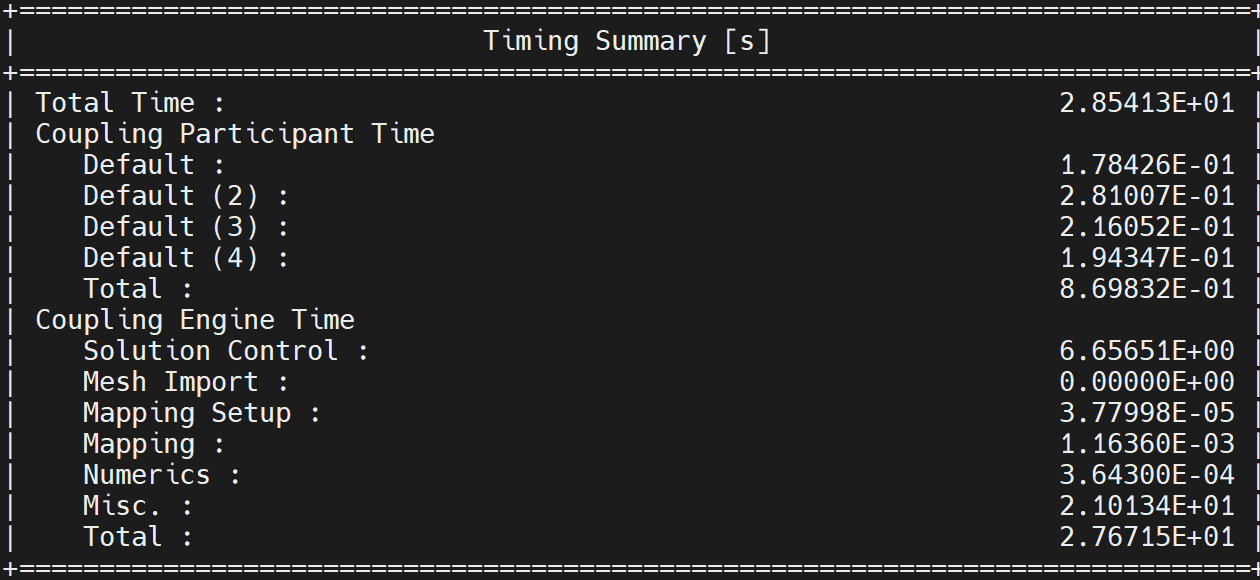 Timing Summary [s]
Total Time : 2.85413E+01
Coupling Participant Time
Default : 1.78426E-01
Default (2) : 2.81007E-01
Default (3) : 2.16052E-01
Default (4) : 1.94347E-01
Total : 8.69832E-01
Coupling Engine Time
Solution Control : 6.65651E+00
Mesh Import : 0.00000E+00
Mapping Setup : 3.77998E-05
Mapping : 1.16360E-03
Numerics : 3.64300E-04
Misc. : 2.10134E+01
Total : 2.76715E+01